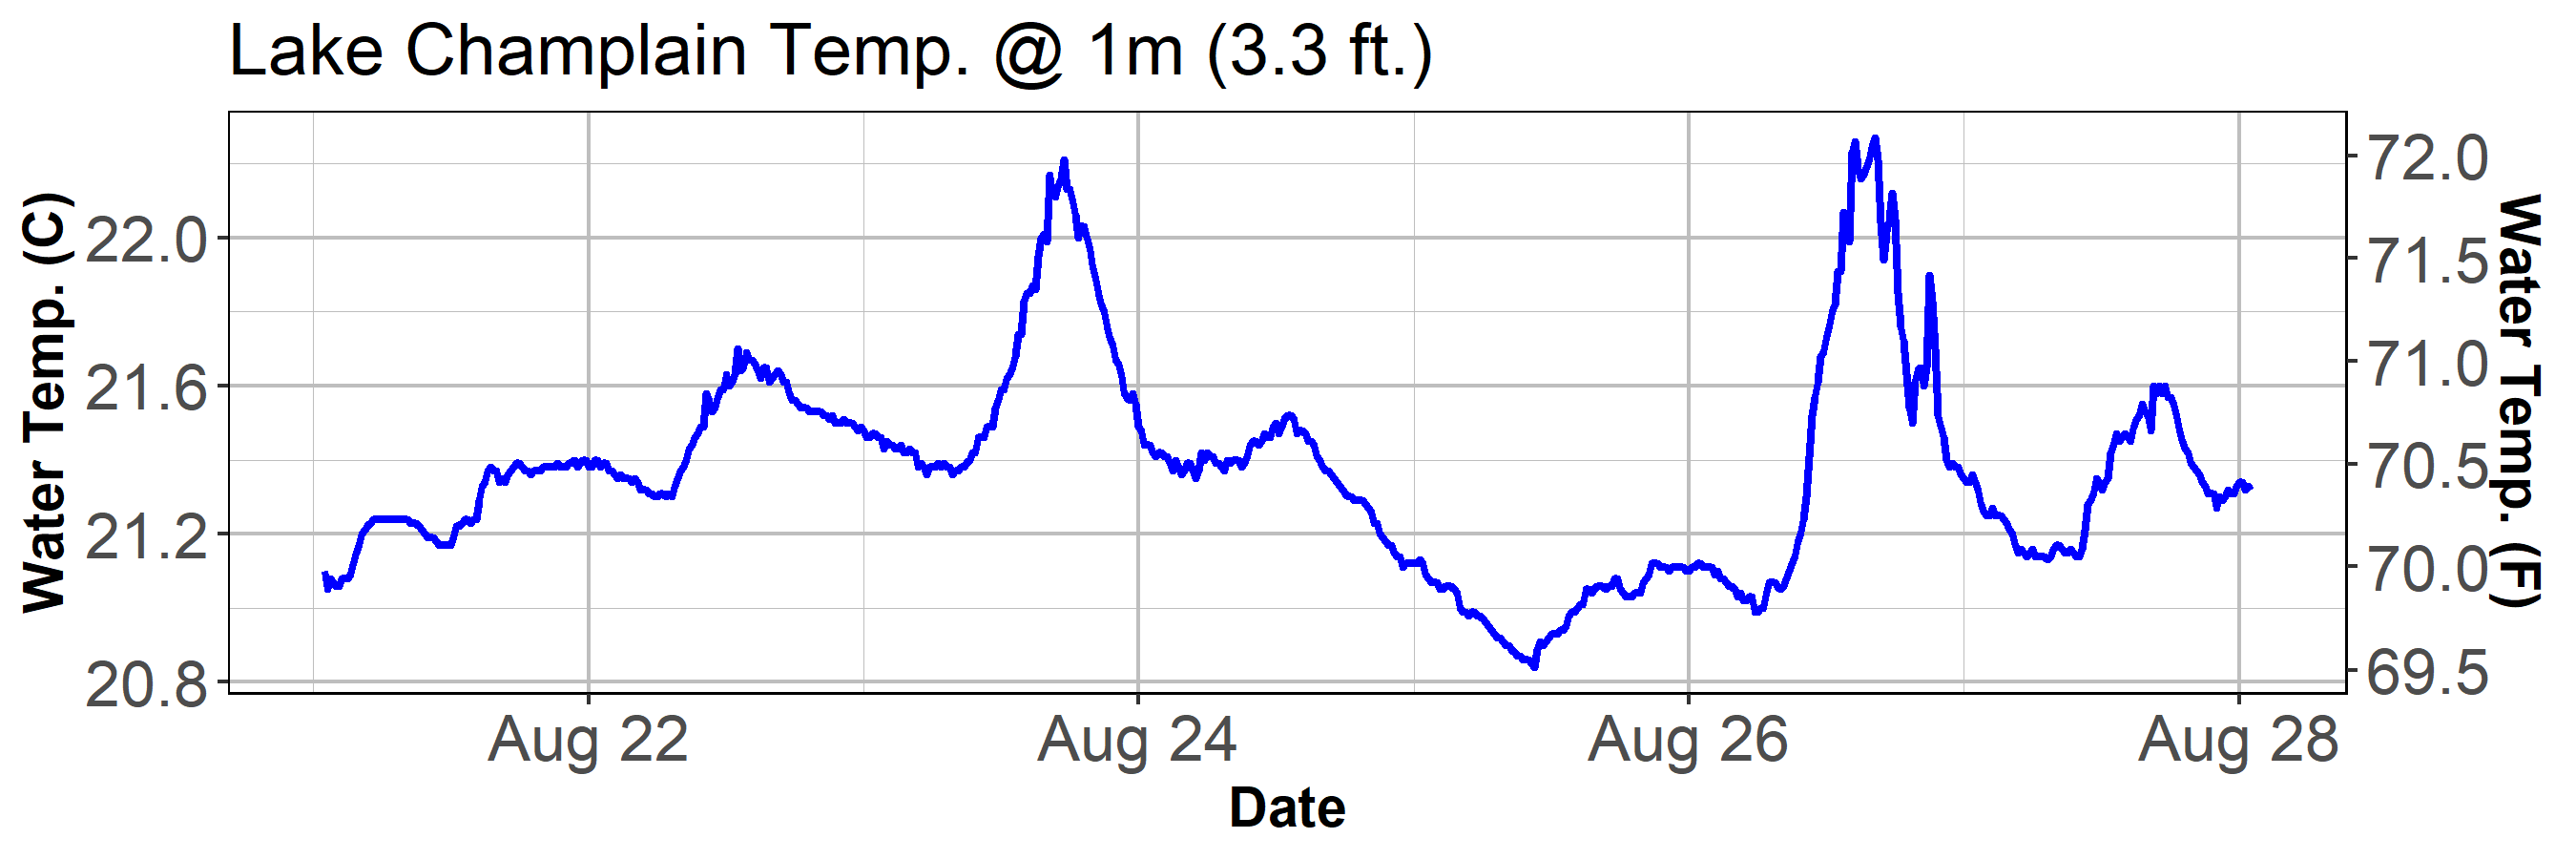 Lake Champlain Temp. @ 1m (3.3 ft.)
Water Temp. (C)
22.0
21.6
21.2
20.8
72.0
71.5
71.0
70.5
70.0
69.5
Water Temp. (F)
Aug 22
Aug 24
Aug 26
Aug 28
Date